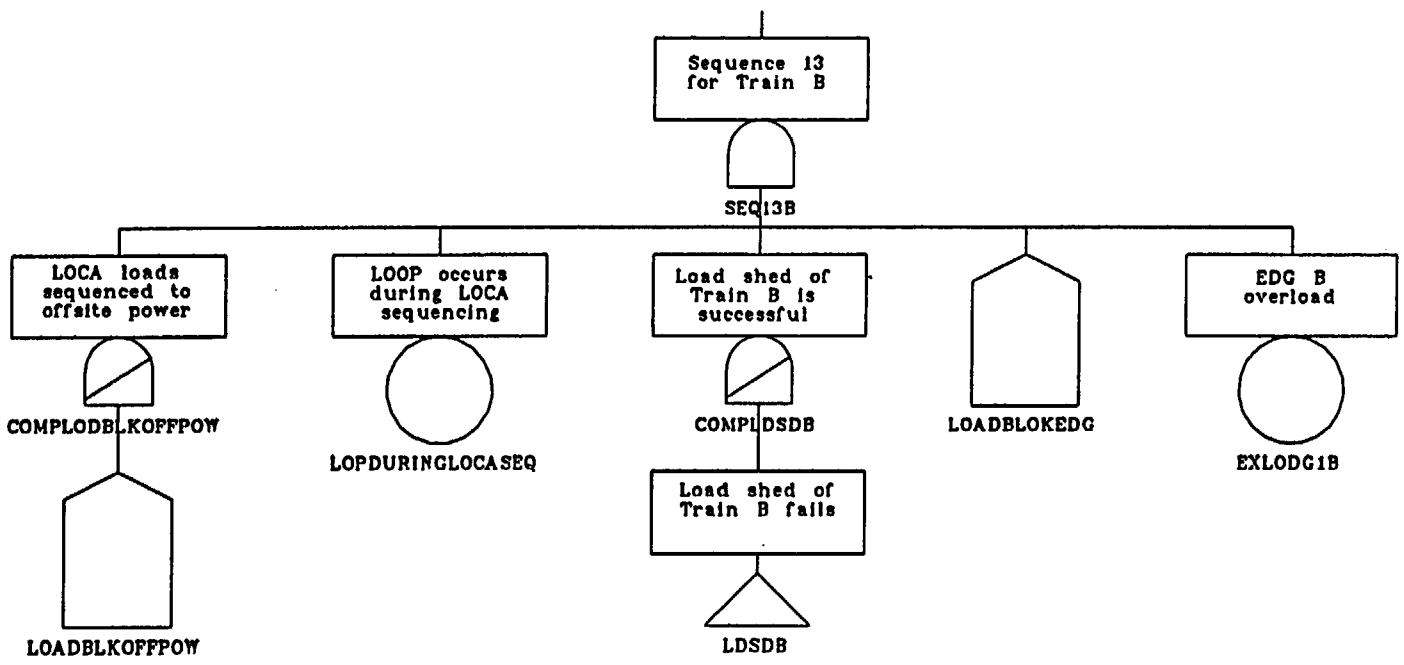 Sequence 13
for Train B
SEQ13B
LOCA loads
sequenced to
offsite power
COMPLODBLKOFFPOW
LOADBLKOFFPOW
LOOP occurs
during LOCA
sequencing
LOPDURINGLOCASEQ
Load shed of
Train B is
successful
COMPLDSDB
Load shed of
Train B fails
LDSDB
LOADBLOKEDG
EDG B
overload
EXLODG1B